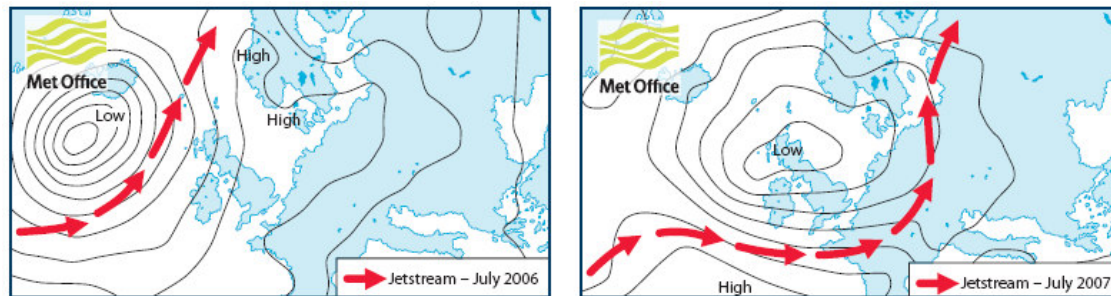 Met Office
High
Low
High
Jetstream – July 2006
Met Office
Low
High
Jetstream – July 2007